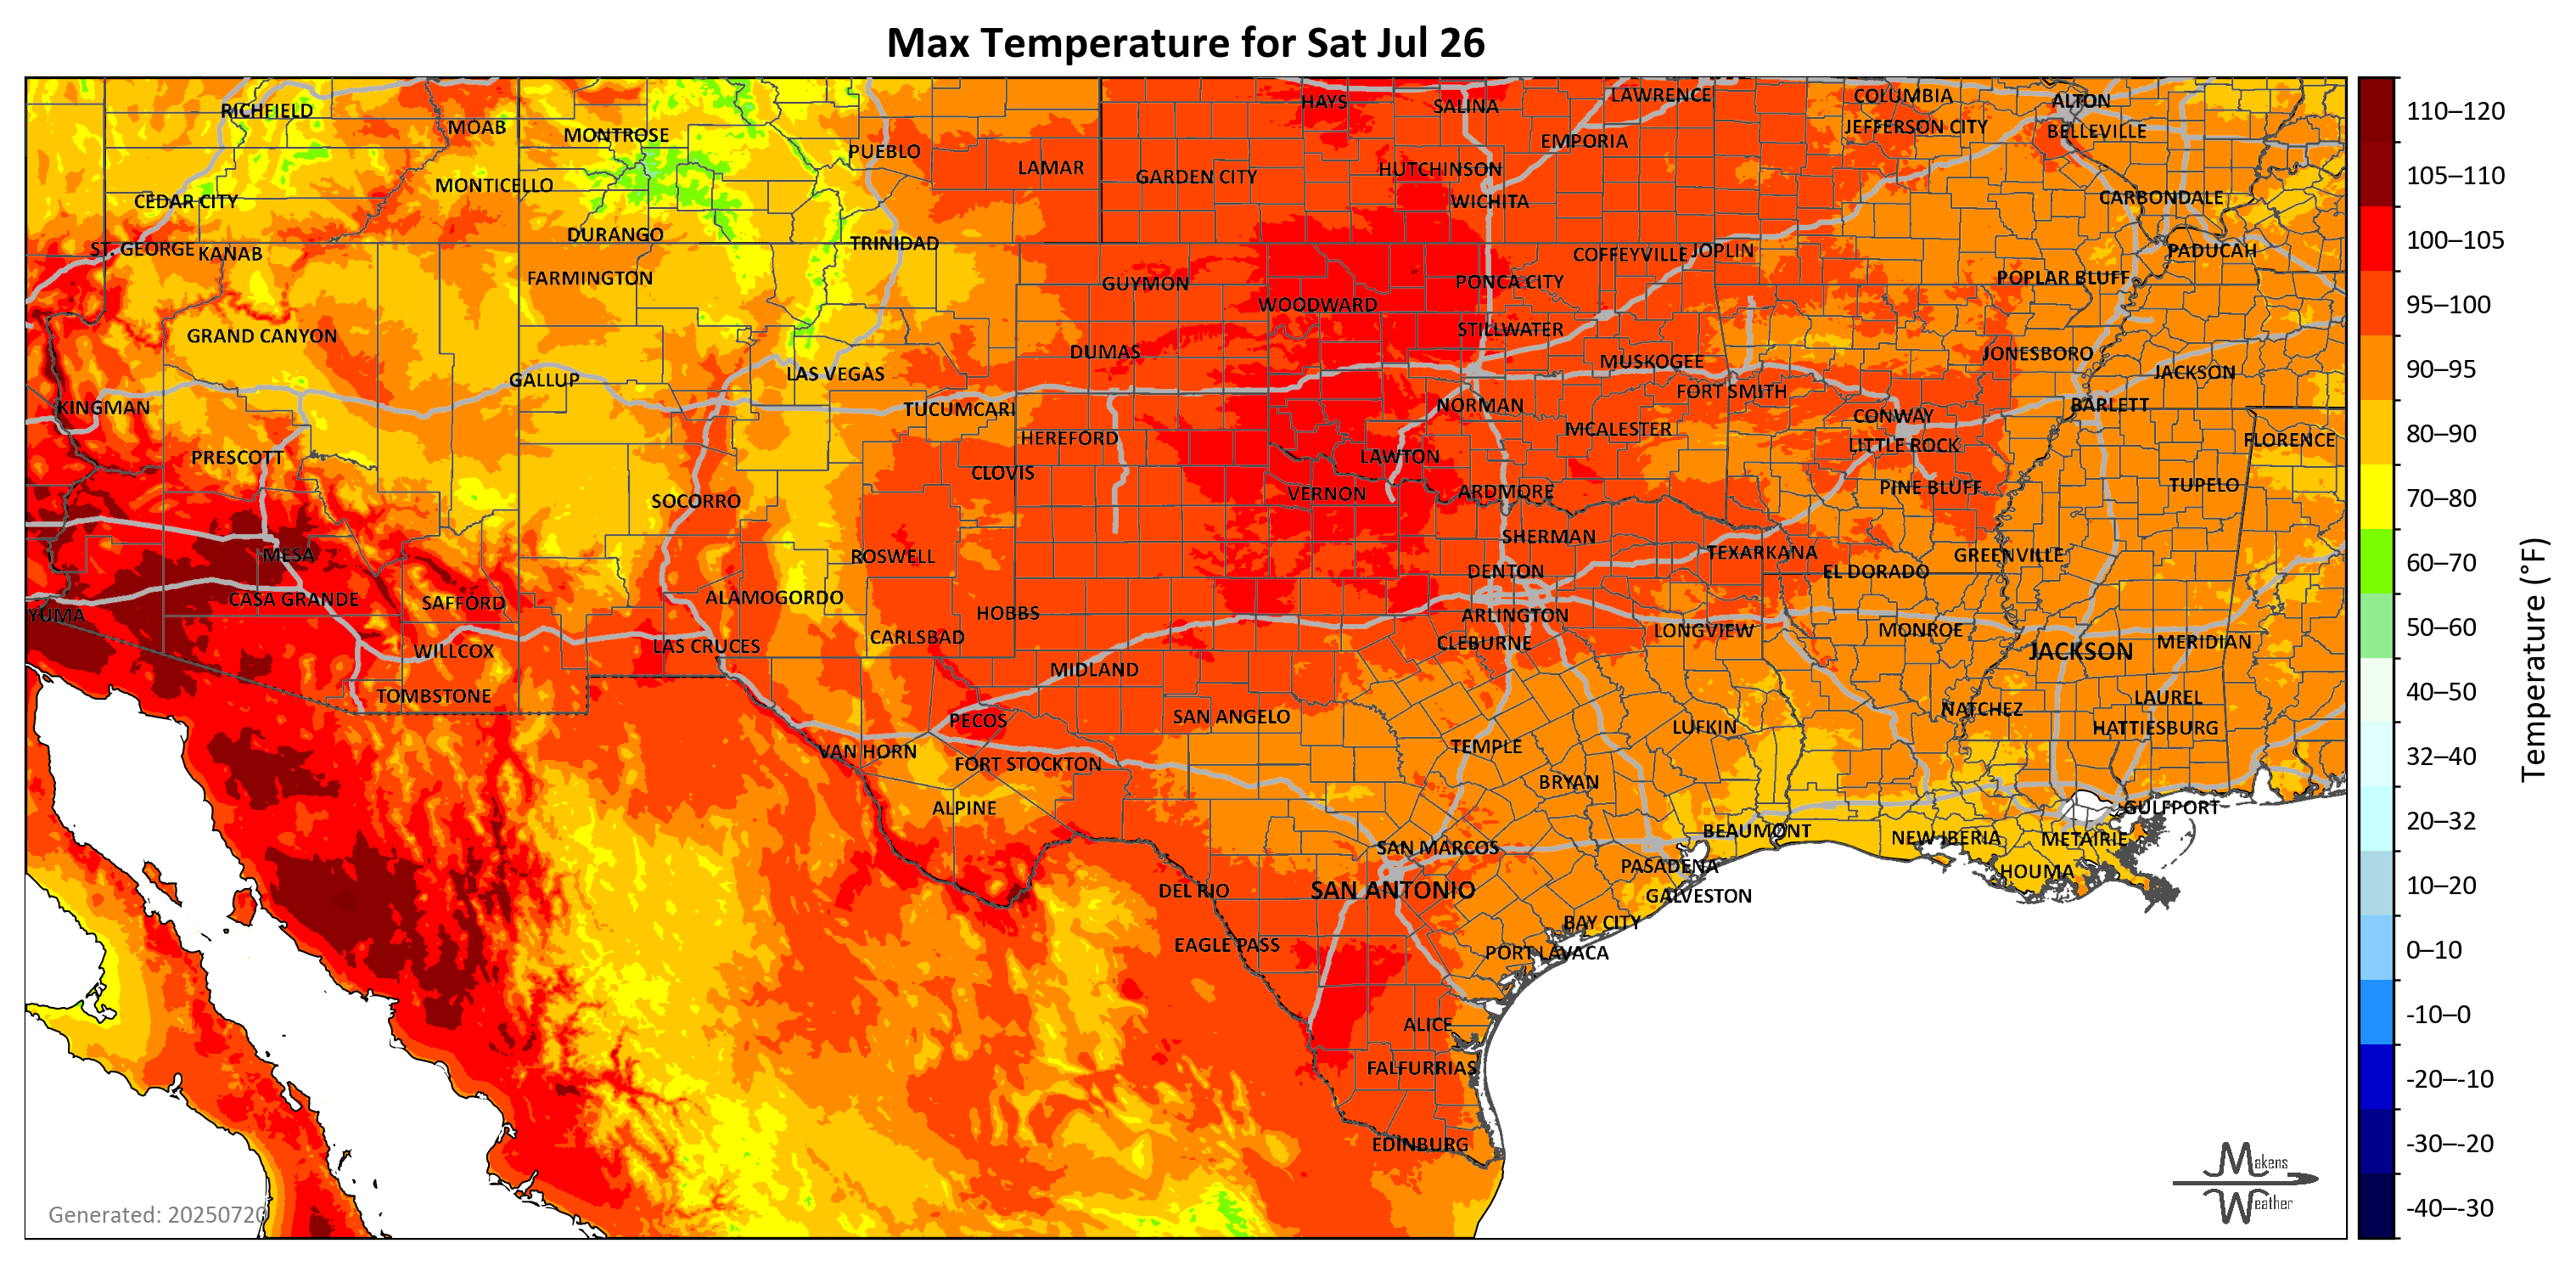 Max Temperature for Sat Jul 26
RICHFIELD
MOAB
MONTROSE
PUEBLO
LAMAR
GARDEN CITY
HAYS
SALINA
LAWRENCE
EMPORIA
HUTCHINSON
WICHITA
COLUMBIA
JEFFERSON CITY
ALTON
BELLEVILLE
CARBONDALE
CEDAR CITY
MONTICELLO
DURANGO
TRINIDAD
ST. GEORGE
KANAB
FARMINGTON
GUYMON
WOODWARD
PONCA CITY
COFFEYVILLE
JOPLIN
POPLAR BLUFF
PADUCAH
GRAND CANYON
STILLWATER
DUMAS
MUSKOGEE
JONESBORO
JACKSON
GALLUP
LAS VEGAS
KINGMAN
TUCUMCARI
NORMAN
FORT SMITH
CONWAY
BARLETT
HEREFORD
MCALESTER
LITTLE ROCK
FLORENCE
PRESCOTT
CLOVIS
LAWTON
SOCORRO
VERNON
ARDMORE
PINE BLUFF
TUPELO
MESA
ROSWELL
SHERMAN
TEXARKANA
GREENVILLE
CASA GRANDE
SAFFORD
ALAMOGORDO
DENTON
EL DORADO
YUMA
HOBBS
ARLINGTON
WILLCOX
LAS CRUCES
CARLSBAD
CLEBURNE
LONGVIEW
MONROE
JACKSON
MERIDIAN
TOMBSTONE
MIDLAND
PECOS
SAN ANGELO
LUFKIN
NATCHEZ
LAUREL
HATTIESBURG
VAN HORN
FORT STOCKTON
TEMPLE
BRYAN
ALPINE
SAN MARCOS
BEAUMONT
NEW IBERIA
METAIRIE
GULFPORT
DEL RIO
SAN ANTONIO
PASADENA
GALVESTON
HOUMA
EAGLE PASS
BAY CITY
PORT LAVACA
ALICE
FALFURRIAS
EDINBURG
Generated: 20250720
Makens
Weather
110–120
105–110
100–105
95–100
90–95
80–90
70–80
60–70
50–60
40–50
32–40
20–32
10–20
0–10
-10–0
-20–-10
-30–-20
-40–-30
Temperature (°F)